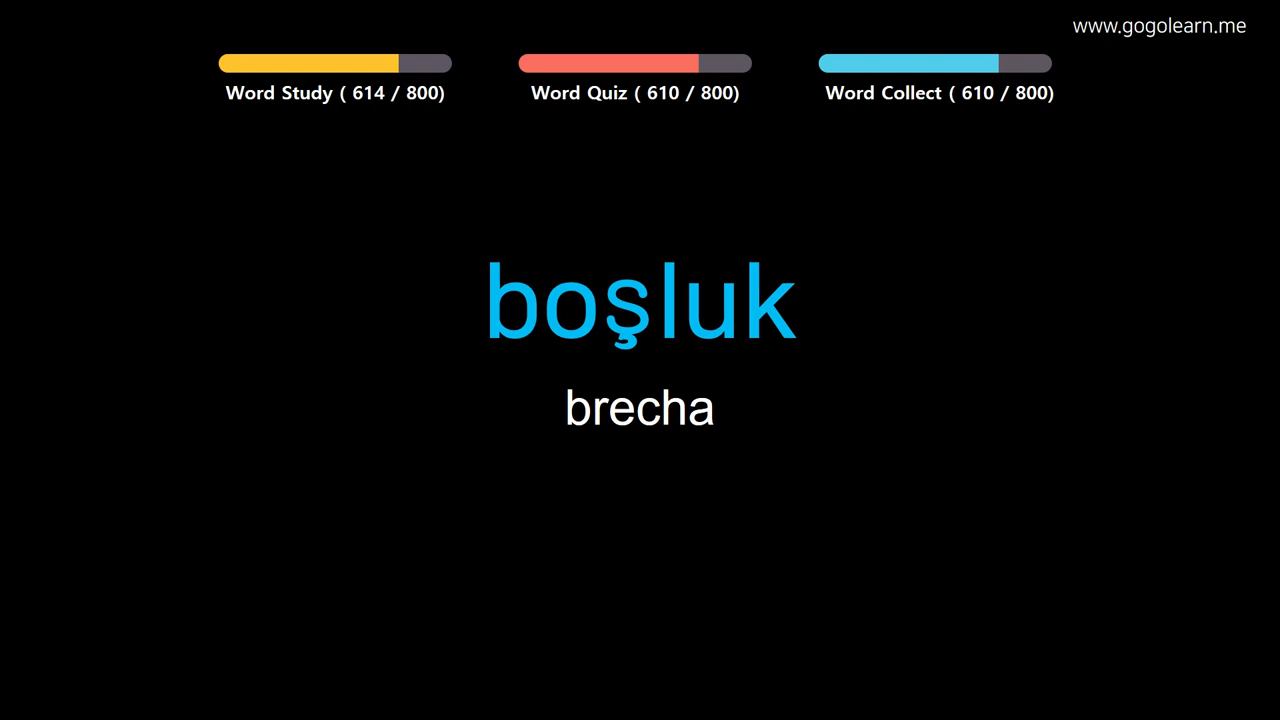 www.gogolearn.me
Word Study ( 614 / 800)
Word Quiz ( 610 / 800)
Word Collect ( 610 / 800)
boşluk
brecha